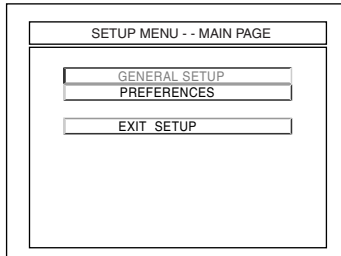 SETUP MENU - - MAIN PAGE
GENERAL SETUP
PREFERENCES
EXIT SETUP